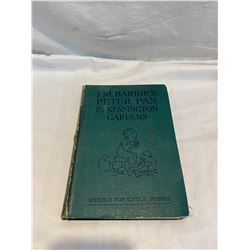 J.M. BARRIE'S
PETER PAN
IN KENSINGTON
GARDENS
RETOLD FOR LITTLE PEOPLE